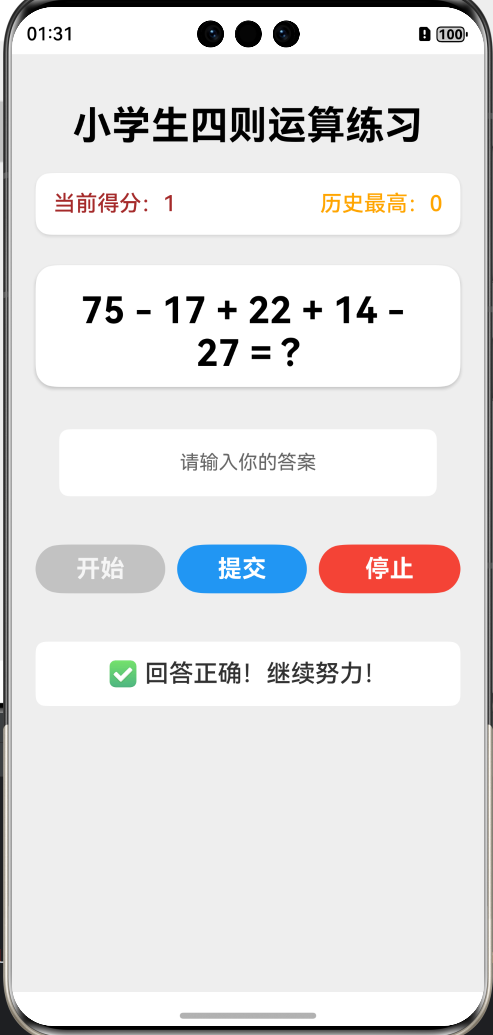 01:31
100
小学生四则运算练习
当前得分：1
历史最高：0
75 - 17 + 22 + 14 -
27 = ?
请输入你的答案
开始
提交
停止
✅ 回答正确！继续努力！